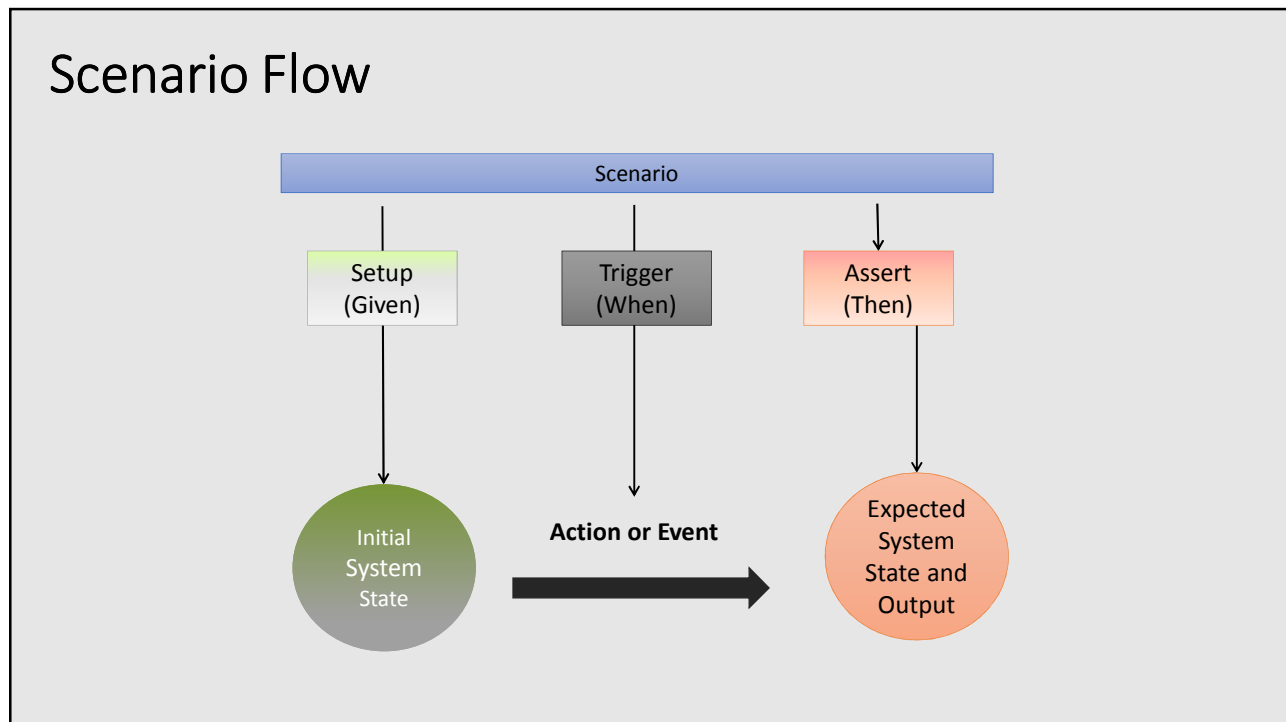 Scenario Flow
Scenario
Setup
(Given)
Trigger
(When)
Assert
(Then)
Initial
System
State
Action or Event
Expected
System
State and
Output